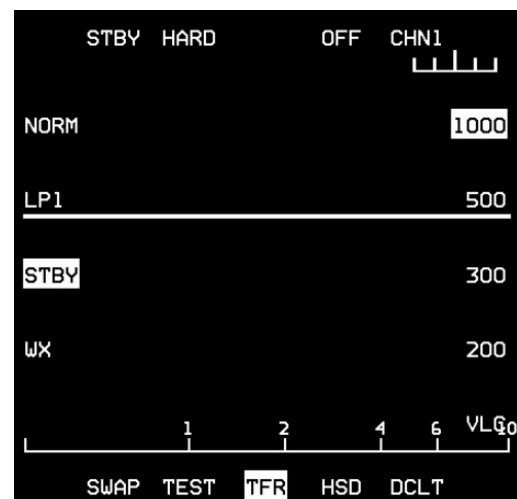 STBY HARD OFF CHN1
NORM 1000
LP1 500
STBY 300
WX 200
1 2 4 6 VLC 10
SWAP TEST TFR HSD DCLT